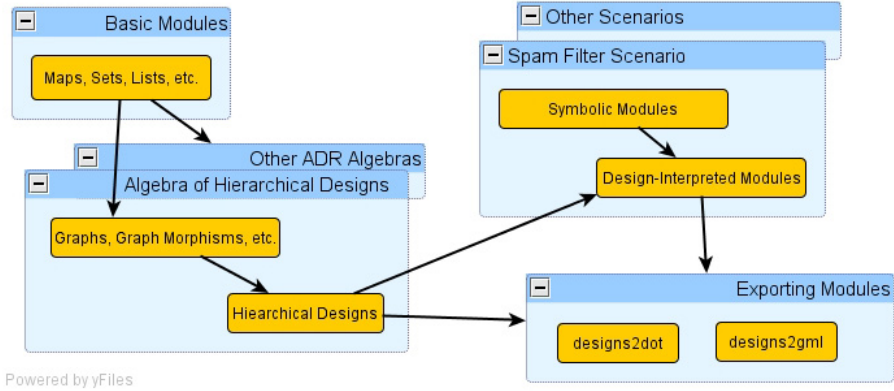 Basic Modules
Maps, Sets, Lists, etc.
Other ADR Algebras
Algebra of Hierarchical Designs
Graphs, Graph Morphisms, etc.
Hiearchical Designs
Other Scenarios
Spam Filter Scenario
Symbolic Modules
Design-Interpreted Modules
Exporting Modules
designs2dot
designs2gml
Powered by yFiles